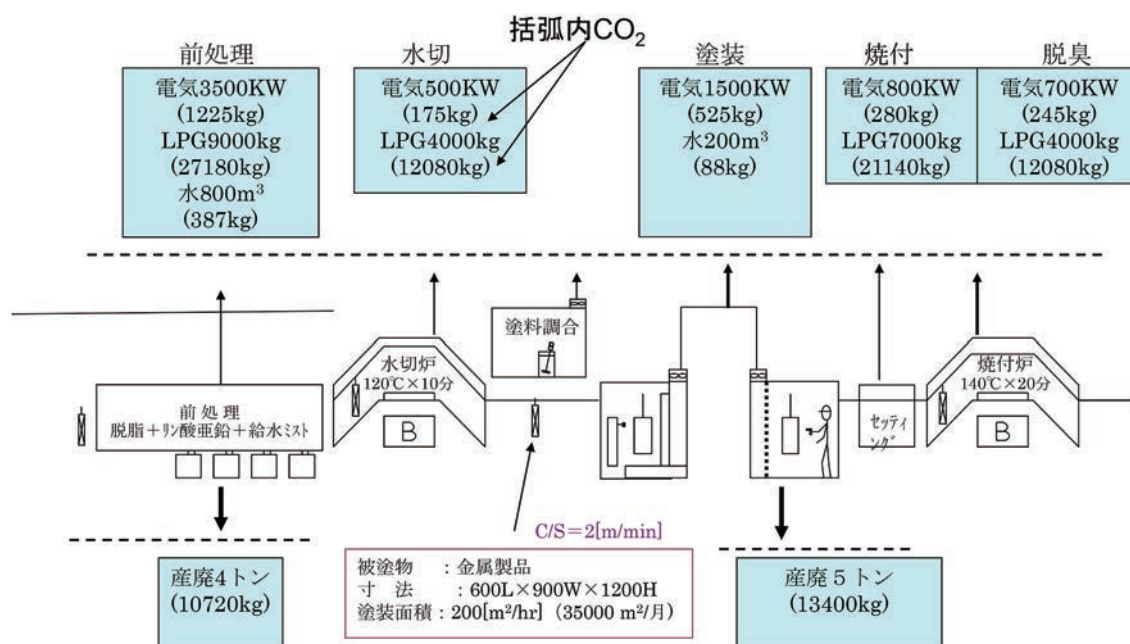 括弧内CO₂
前処理
電気3500KW
(1225kg)
LPG9000kg
(27180kg)
水800m³
(387kg)
水切
電気500KW
(175kg)
LPG4000kg
(12080kg)
塗装
電気1500KW
(525kg)
水200m³
(88kg)
焼付
電気800KW
(280kg)
LPG7000kg
(21140kg)
脱臭
電気700KW
(245kg)
LPG4000kg
(12080kg)
前処理
脱脂+リン酸亜鉛+給水ミスト
水切炉
120℃×10分
B
塗料調合
セッティ
ング
焼付炉
140℃×20分
B
C/S=2[m/min]
産廃4トン
(10720kg)
被塗物 :金属製品
寸 法 :600L×900W×1200H
塗装面積:200[m²/hr] (35000 m²/月)
産廃5トン
(13400kg)